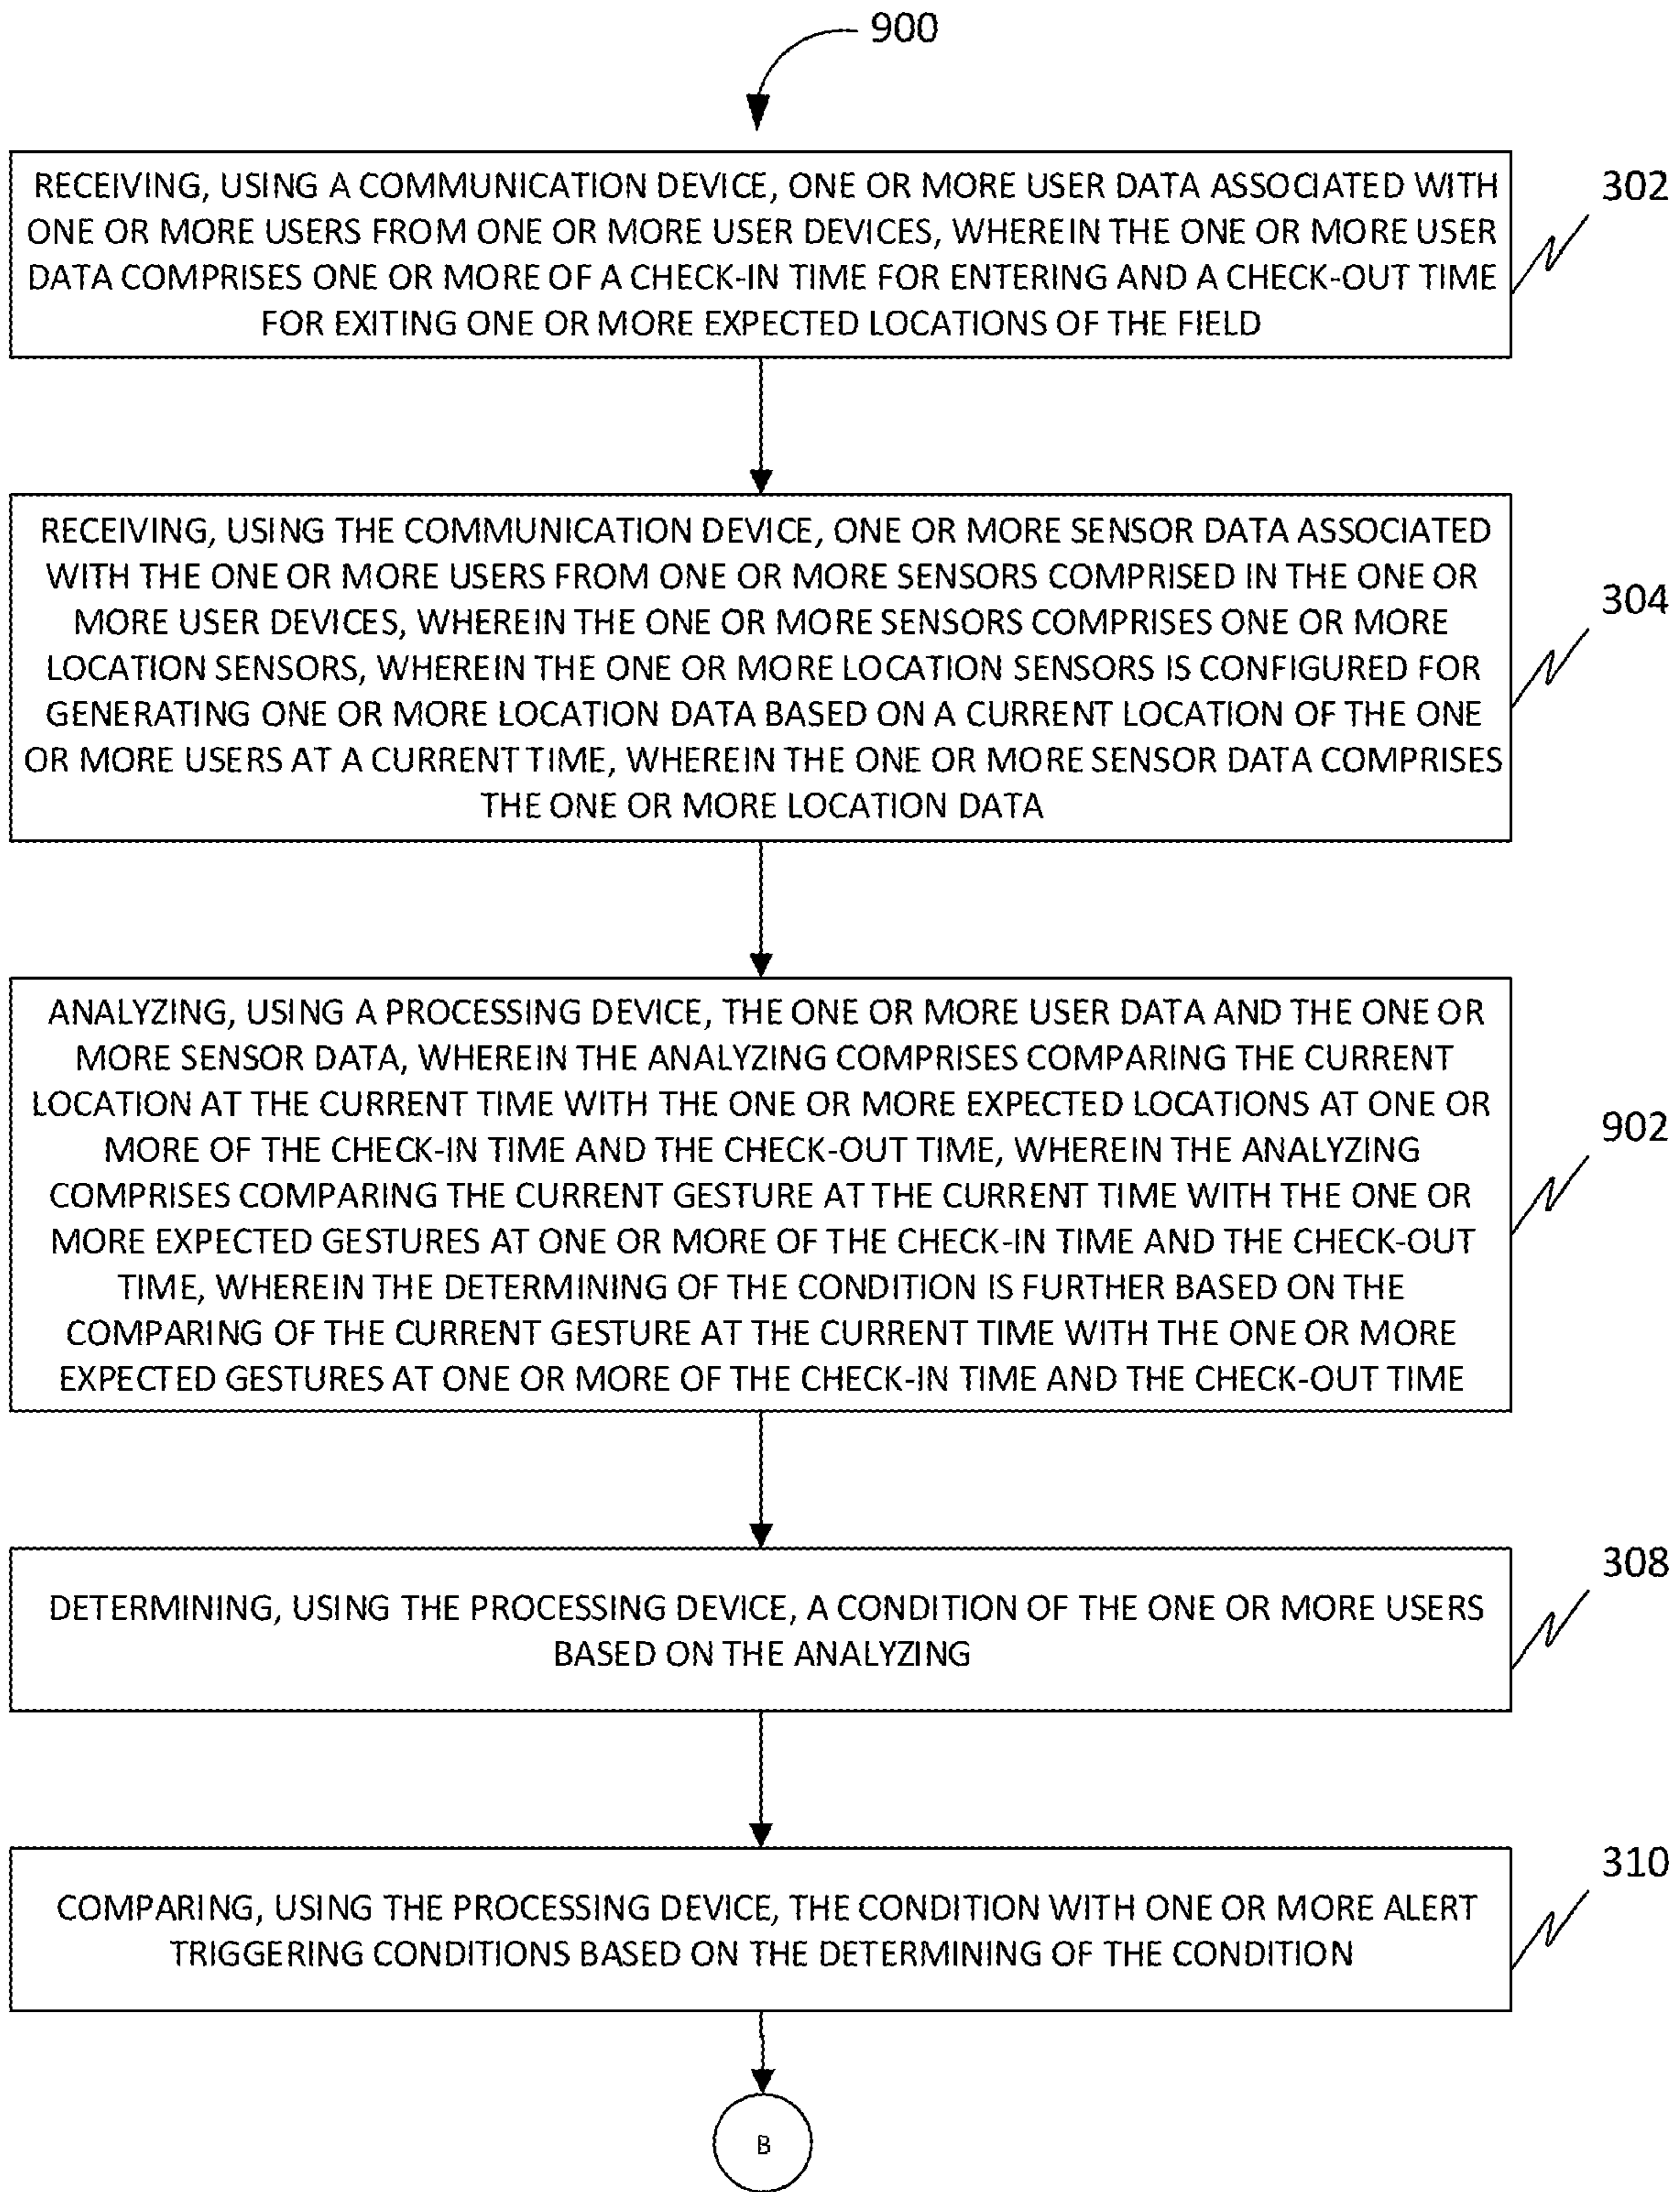 900
RECEIVING, USING A COMMUNICATION DEVICE, ONE OR MORE USER DATA ASSOCIATED WITH
ONE OR MORE USERS FROM ONE OR MORE USER DEVICES, WHEREIN THE ONE OR MORE USER
DATA COMPRISES ONE OR MORE OF A CHECK-IN TIME FOR ENTERING AND A CHECK-OUT TIME
FOR EXITING ONE OR MORE EXPECTED LOCATIONS OF THE FIELD
302
RECEIVING, USING THE COMMUNICATION DEVICE, ONE OR MORE SENSOR DATA ASSOCIATED
WITH THE ONE OR MORE USERS FROM ONE OR MORE SENSORS COMPRISED IN THE ONE OR
MORE USER DEVICES, WHEREIN THE ONE OR MORE SENSORS COMPRISES ONE OR MORE
LOCATION SENSORS, WHEREIN THE ONE OR MORE LOCATION SENSORS IS CONFIGURED FOR
GENERATING ONE OR MORE LOCATION DATA BASED ON A CURRENT LOCATION OF THE ONE
OR MORE USERS AT A CURRENT TIME, WHEREIN THE ONE OR MORE SENSOR DATA COMPRISES
THE ONE OR MORE LOCATION DATA
304
ANALYZING, USING A PROCESSING DEVICE, THE ONE OR MORE USER DATA AND THE ONE OR
MORE SENSOR DATA, WHEREIN THE ANALYZING COMPRISES COMPARING THE CURRENT
LOCATION AT THE CURRENT TIME WITH THE ONE OR MORE EXPECTED LOCATIONS AT ONE OR
MORE OF THE CHECK-IN TIME AND THE CHECK-OUT TIME, WHEREIN THE ANALYZING
COMPRISES COMPARING THE CURRENT GESTURE AT THE CURRENT TIME WITH THE ONE OR
MORE EXPECTED GESTURES AT ONE OR MORE OF THE CHECK-IN TIME AND THE CHECK-OUT
TIME, WHEREIN THE DETERMINING OF THE CONDITION IS FURTHER BASED ON THE
COMPARING OF THE CURRENT GESTURE AT THE CURRENT TIME WITH THE ONE OR MORE
EXPECTED GESTURES AT ONE OR MORE OF THE CHECK-IN TIME AND THE CHECK-OUT TIME
902
DETERMINING, USING THE PROCESSING DEVICE, A CONDITION OF THE ONE OR MORE USERS
BASED ON THE ANALYZING
308
COMPARING, USING THE PROCESSING DEVICE, THE CONDITION WITH ONE OR MORE ALERT
TRIGGERING CONDITIONS BASED ON THE DETERMINING OF THE CONDITION
310
B